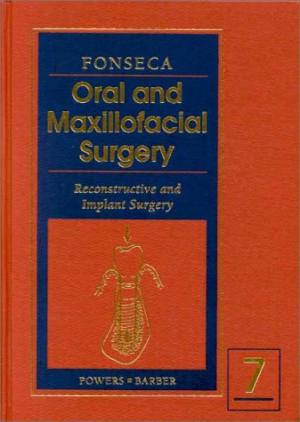 FONSECA
Oral and
Maxillofacial
Surgery
Reconstructive and
Implant Surgery
POWERS ▪ BARBER
7